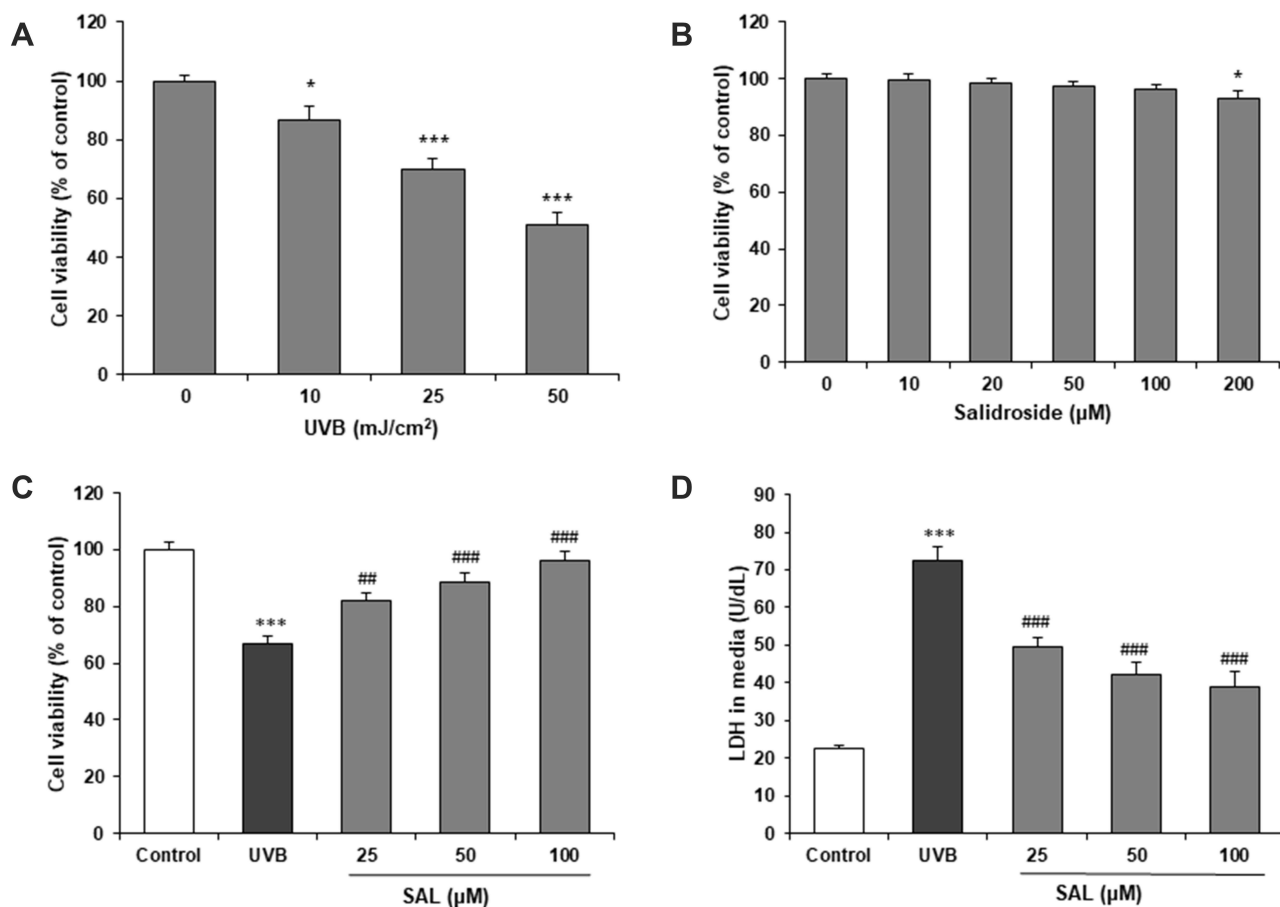 A
Cell viability (% of control)
120
100
80
60
40
20
0
*
***
***
0 10 25 50
UVB (mJ/cm²)
B
Cell viability (% of control)
120
100
80
60
40
20
0
*
0 10 20 50 100 200
Salidroside (µM)
C
Cell viability (% of control)
120
100
80
60
40
20
0
***
##
###
###
Control UVB 25 50 100
SAL (µM)
D
LDH in media (U/dL)
90
80
70
60
50
40
30
20
10
0
***
###
###
###
Control UVB 25 50 100
SAL (µM)